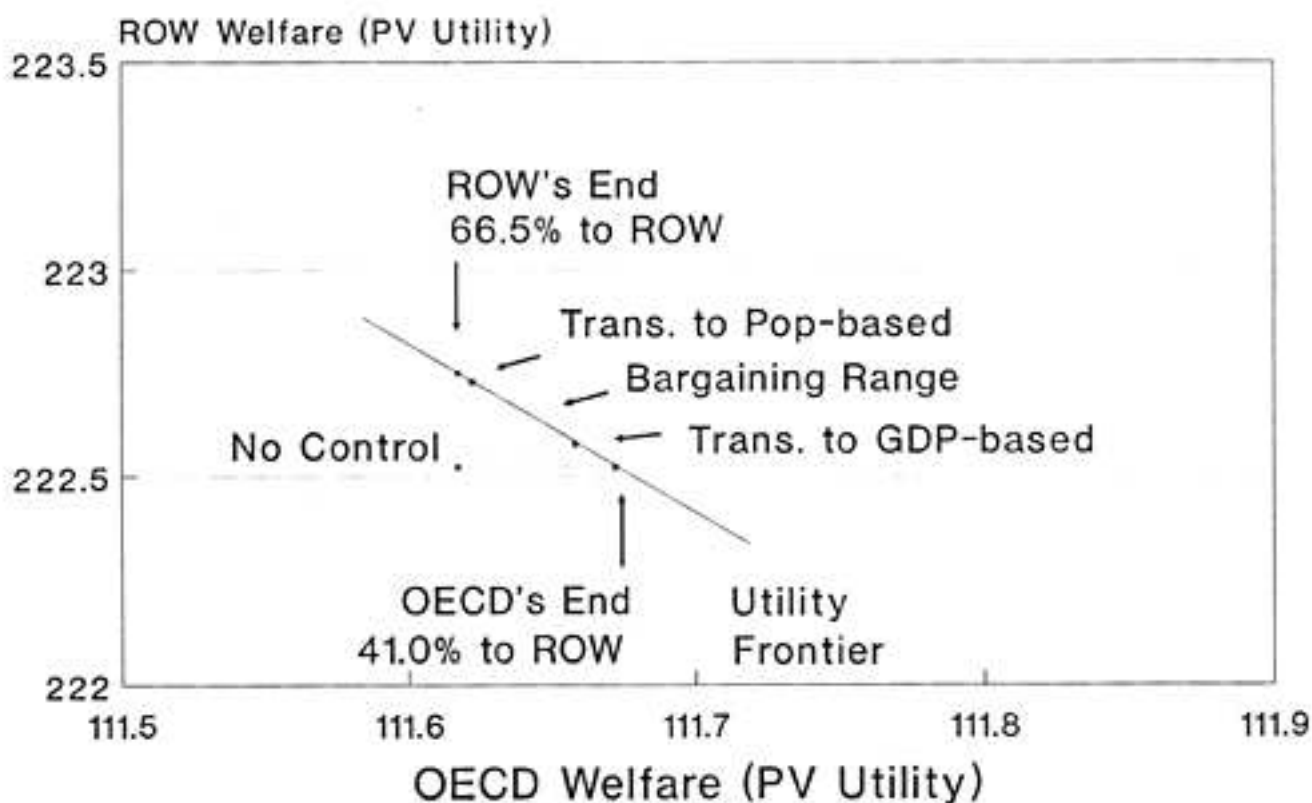 ROW Welfare (PV Utility)
223.5
ROW's End
66.5% to ROW
223
Trans. to Pop-based
Bargaining Range
Trans. to GDP-based
No Control
222.5
OECD's End
41.0% to ROW
Utility
Frontier
222
111.5
111.6
111.7
111.8
111.9
OECD Welfare (PV Utility)